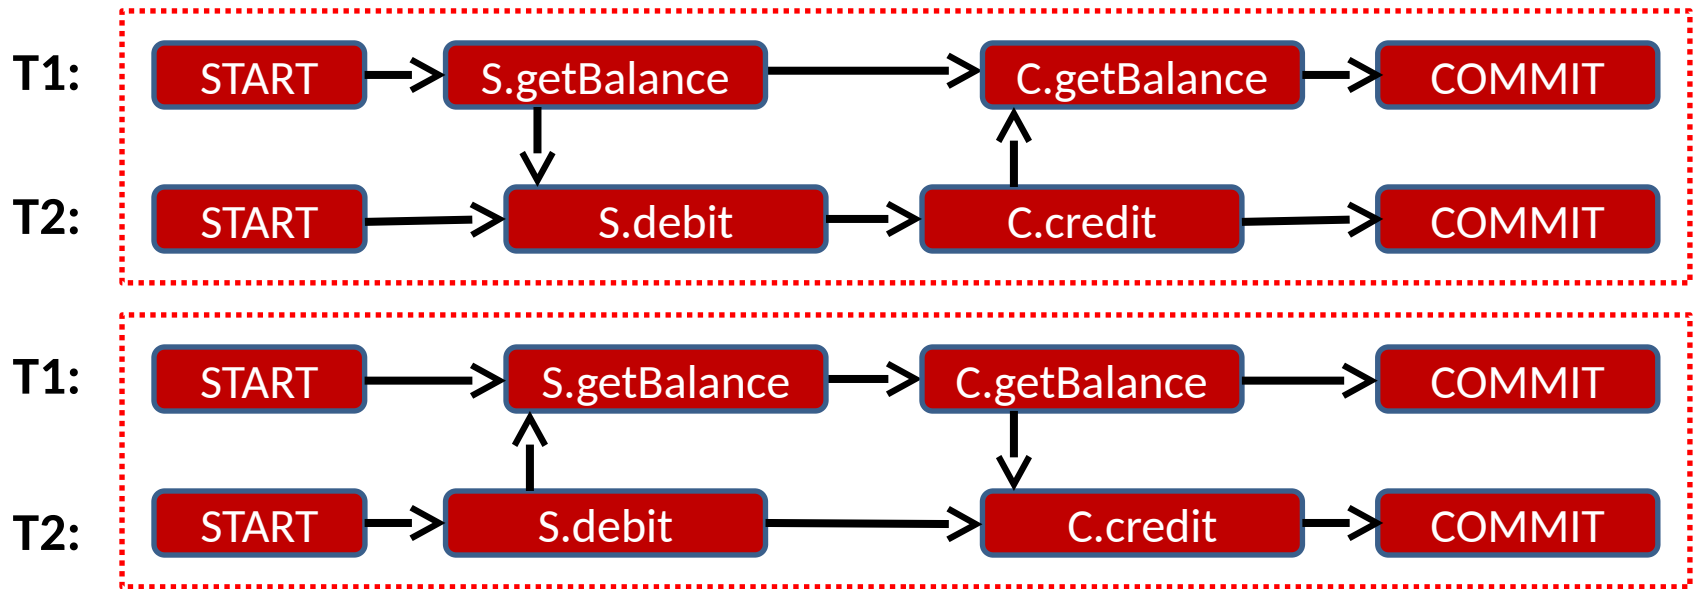 T1: START S.getBalance C.getBalance COMMIT
T2: START S.debit C.credit COMMIT
T1: START S.getBalance C.getBalance COMMIT
T2: START S.debit C.credit COMMIT